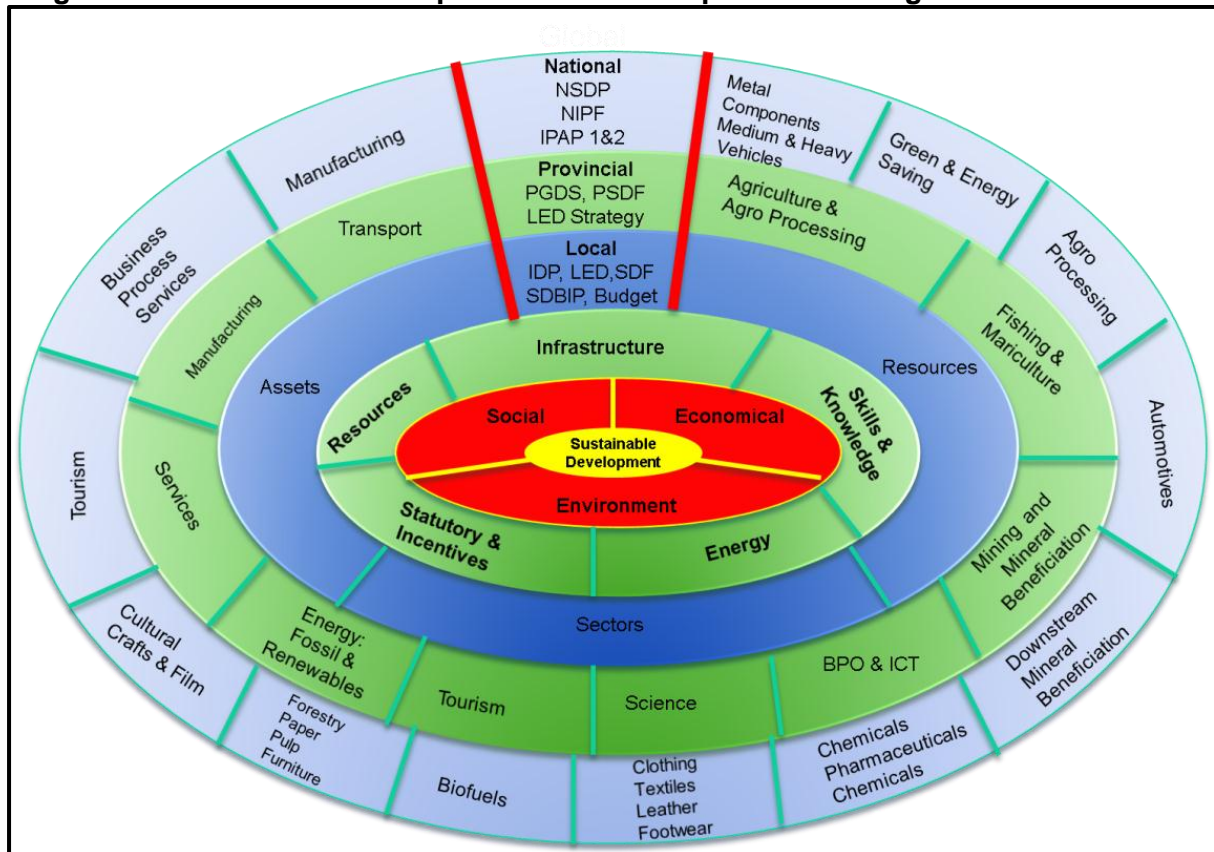 National
NSDP
NIPF
IPAP 1&2
Provincial
PGDS, PSDF
LED Strategy
Local
IDP, LED,SDF
SDBIP, Budget
Metal
Components
Medium & Heavy
Vehicles
Green & Energy
Saving
Agro
Processing
Automotives
Downstream
Mineral
Beneficiation
Chemicals
Pharmaceuticals
Chemicals
Clothing
Textiles
Leather
Footwear
Biofuels
Forestry
Paper
Pulp
Furniture
Cultural
Crafts & Film
Tourism
Business
Process
Services
Manufacturing
Agriculture &
Agro Processing
Fishing &
Mariculture
Mining and
Mineral
Beneficiation
BPO & ICT
Science
Tourism
Energy:
Fossil &
Renewables
Services
Manufacturing
Transport
Resources
Sectors
Assets
Infrastructure
Skills &
Knowledge
Energy
Statutory &
Incentives
Resources
Social
Economical
Environment
Sustainable
Development